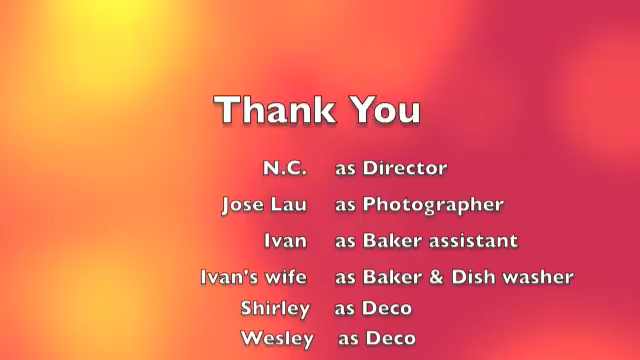 Thank You
N.C. as Director
Jose Lau as Photographer
Ivan as Baker assistant
Ivan's wife as Baker & Dish washer
Shirley as Deco
Wesley as Deco